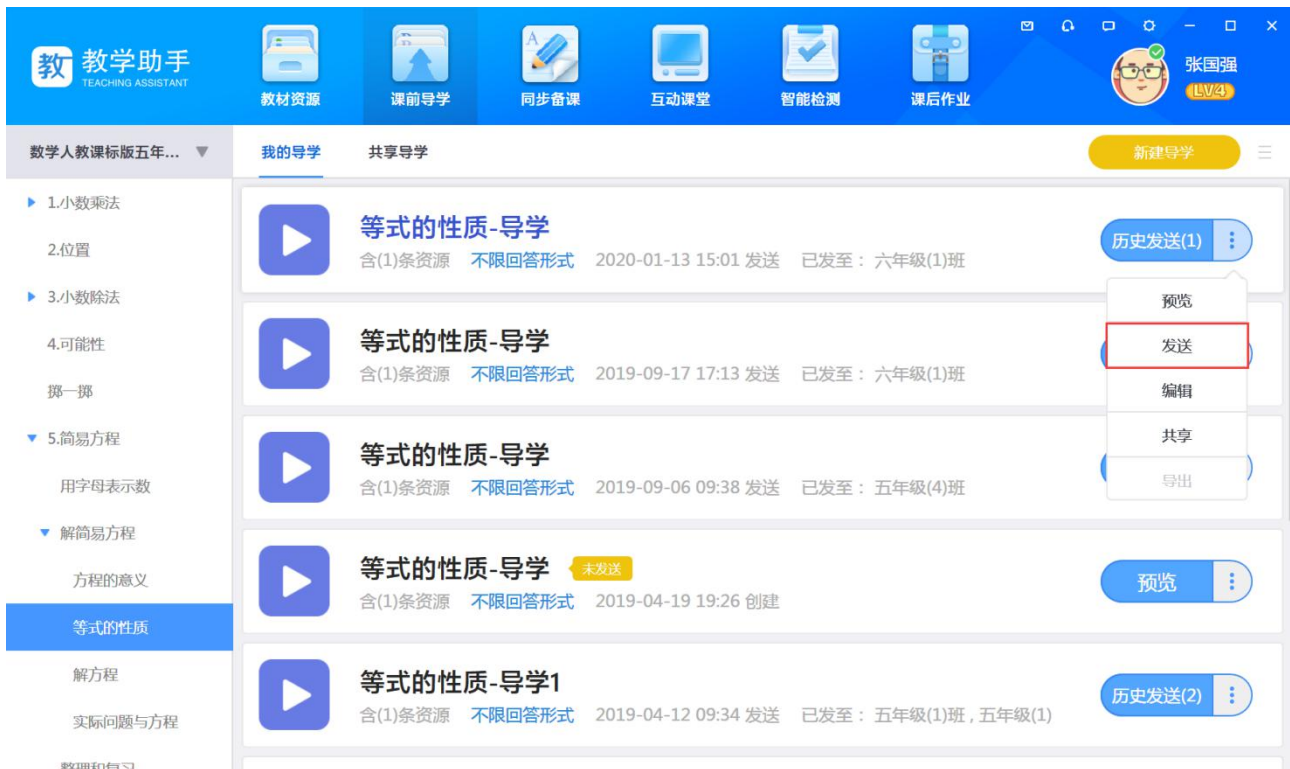 教 教学助手
TEACHING ASSISTANT
教材资源 课前导学 同步备课 互动课堂 智能检测 课后作业
张国强
LV4
数学人教课标版五年...
我的导学 共享导学 新建导学
1.小数乘法
2.位置
3.小数除法
4.可能性
掷一掷
5.简易方程
用字母表示数
解简易方程
方程的意义
等式的性质
解方程
实际问题与方程
整理和复习
等式的性质-导学
含(1)条资源 不限回答形式 2020-01-13 15:01 发送 已发至： 六年级(1)班
历史发送(1)
预览
发送
编辑
共享
导出
等式的性质-导学
含(1)条资源 不限回答形式 2019-09-17 17:13 发送 已发至： 六年级(1)班
等式的性质-导学
含(1)条资源 不限回答形式 2019-09-06 09:38 发送 已发至： 五年级(4)班
等式的性质-导学 未发送
含(1)条资源 不限回答形式 2019-04-19 19:26 创建
预览
等式的性质-导学1
含(1)条资源 不限回答形式 2019-04-12 09:34 发送 已发至： 五年级(1)班 , 五年级(1)
历史发送(2)